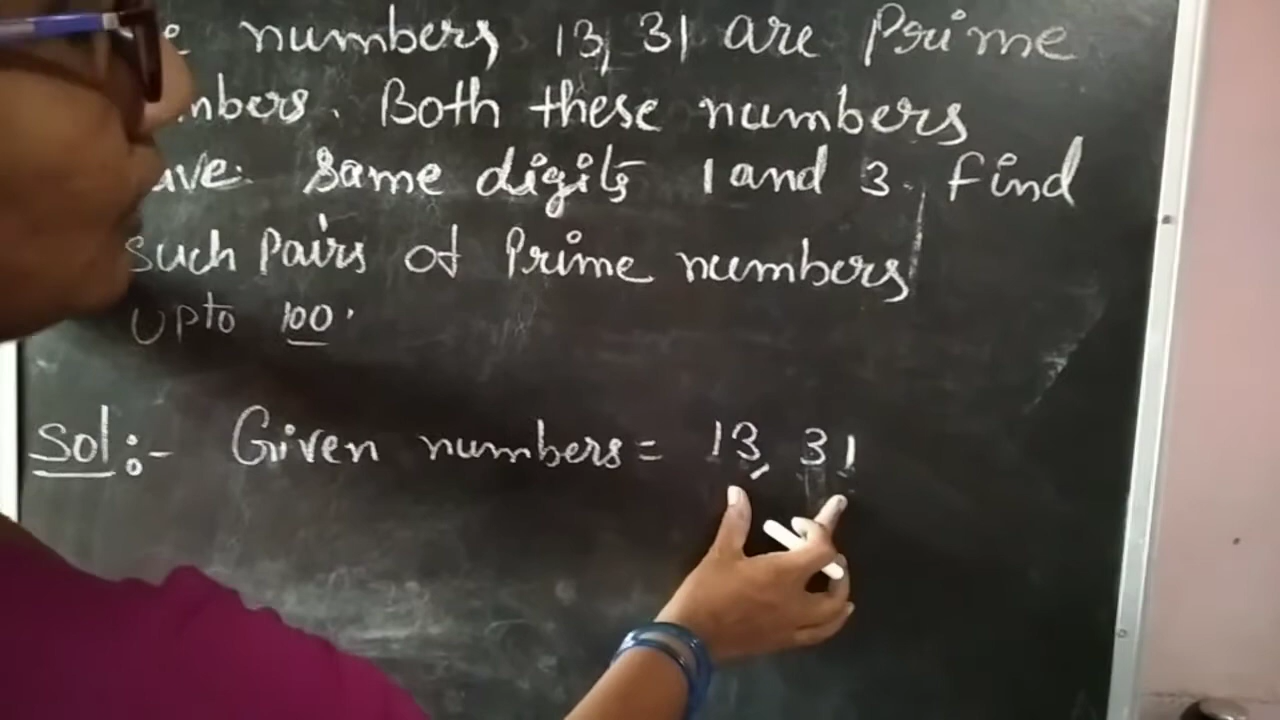 numbers 13, 31 are Prime
mbers. Both these numbers
ave same digits 1 and 3. find
such Pairs of Prime numbers
upto 100.
Sol:- Given numbers = 13, 31